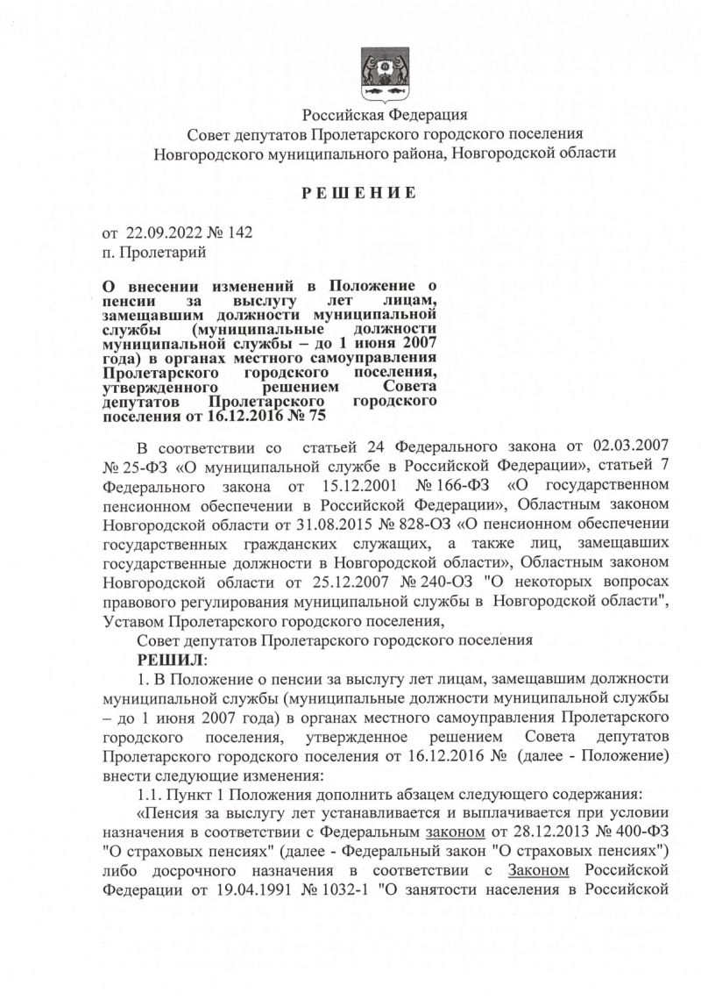 Российская Федерация
Совет депутатов Пролетарского городского поселения
Новгородского муниципального района, Новгородской области
Р Е Ш Е Н И Е
от  22.09.2022 № 142
п. Пролетарий
О внесении изменений в Положение о
пенсии за выслугу лет лицам,
замещавшим должности муниципальной
службы (муниципальные должности
муниципальной службы – до 1 июня 2007
года) в органах местного самоуправления
Пролетарского городского поселения,
утвержденного решением Совета
депутатов Пролетарского городского
поселения от 16.12.2016 № 75
В соответствии со  статьей 24 Федерального закона от 02.03.2007
№ 25-ФЗ «О муниципальной службе в Российской Федерации», статьей 7
Федерального закона от 15.12.2001 № 166-ФЗ «О государственном
пенсионном обеспечении в Российской Федерации», Областным законом
Новгородской области от 31.08.2015 № 828-ОЗ «О пенсионном обеспечении
государственных гражданских служащих, а также лиц, замещавших
государственные должности в Новгородской области», Областным законом
Новгородской области от 25.12.2007 № 240-ОЗ "О некоторых вопросах
правового регулирования муниципальной службы в  Новгородской области",
Уставом Пролетарского городского поселения,
Совет депутатов Пролетарского городского поселения
РЕШИЛ:
1. В Положение о пенсии за выслугу лет лицам, замещавшим должности
муниципальной службы (муниципальные должности муниципальной службы
– до 1 июня 2007 года) в органах местного самоуправления Пролетарского
городского поселения, утвержденное решением Совета депутатов
Пролетарского городского поселения от 16.12.2016 №  (далее - Положение)
внести следующие изменения:
1.1. Пункт 1 Положения дополнить абзацем следующего содержания:
«Пенсия за выслугу лет устанавливается и выплачивается при условии
назначения в соответствии с Федеральным законом от 28.12.2013 № 400-ФЗ
"О страховых пенсиях" (далее - Федеральный закон "О страховых пенсиях")
либо досрочного назначения в соответствии с Законом Российской
Федерации от 19.04.1991 № 1032-1 "О занятости населения в Российской